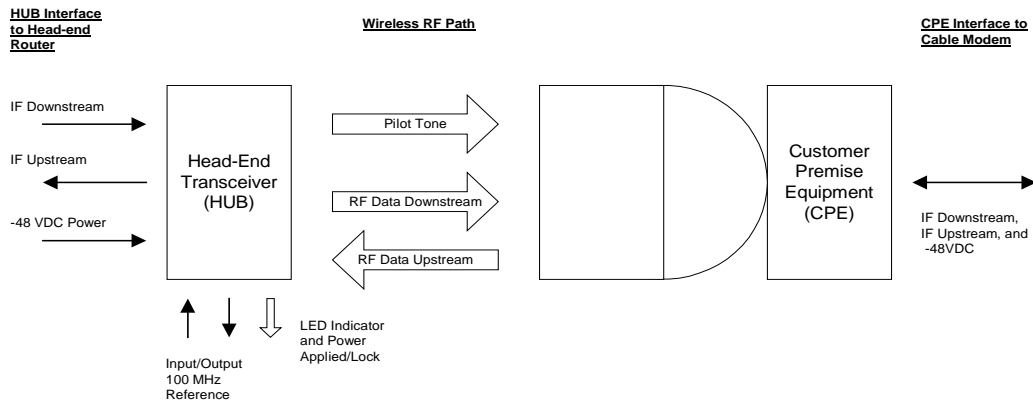 HUB Interface
to Head-end
Router
Wireless RF Path
CPE Interface to
Cable Modem
IF Downstream
IF Upstream
-48 VDC Power
Head-End
Transceiver
(HUB)
Pilot Tone
RF Data Downstream
RF Data Upstream
Customer
Premise
Equipment
(CPE)
IF Downstream,
IF Upstream, and
-48VDC
LED Indicator
and Power
Applied/Lock
Input/Output
100 MHz
Reference